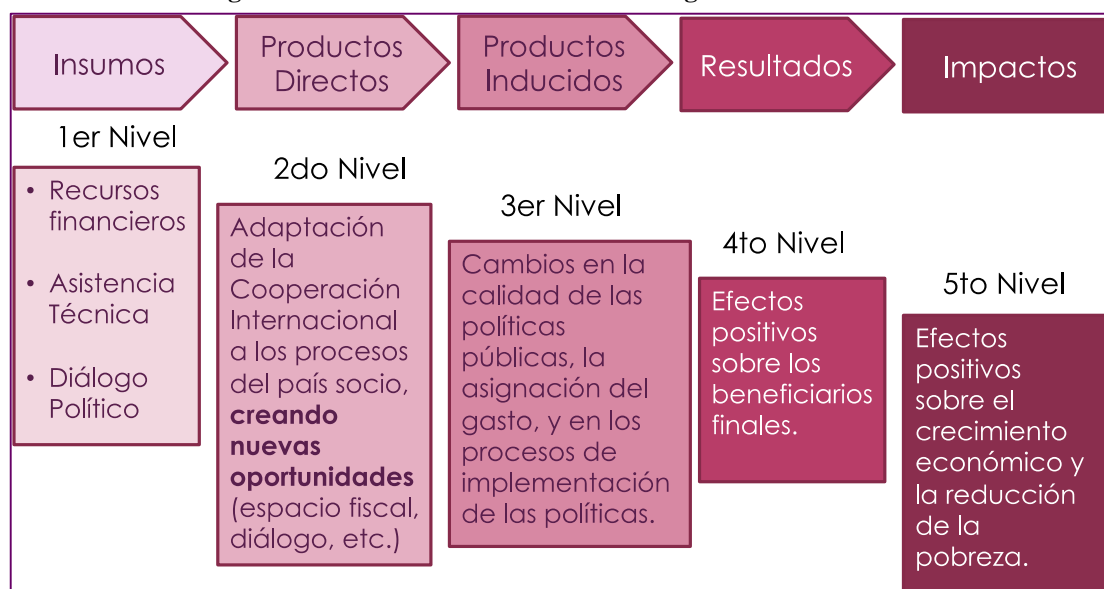 Insumos
Productos
Directos
Productos
Inducidos
Resultados
Impactos
1er Nivel
• Recursos
financieros
• Asistencia
Técnica
• Diálogo
Político
2do Nivel
Adaptación
de la
Cooperación
Internacional
a los procesos
del país socio,
creando
nuevas
oportunidades
(espacio fiscal,
diálogo, etc.)
3er Nivel
Cambios en la
calidad de las
políticas
públicas, la
asignación del
gasto, y en los
procesos de
implementación
de las políticas.
4to Nivel
Efectos
positivos
sobre los
beneficiarios
finales.
5to Nivel
Efectos
positivos
sobre el
crecimiento
económico y
la reducción
de la
pobreza.